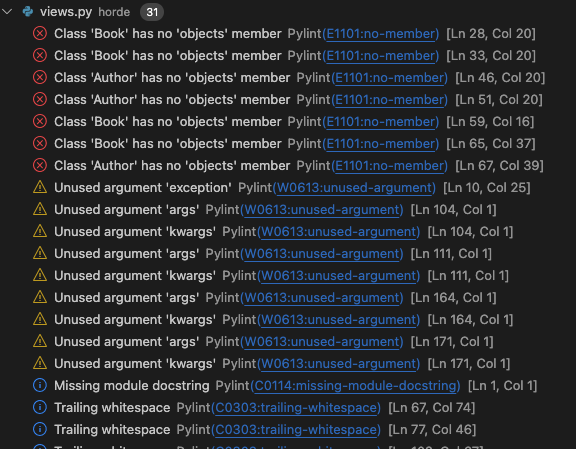 views.py horde 31
Class 'Book' has no 'objects' member Pylint(E1101:no-member) [Ln 28, Col 20]
Class 'Book' has no 'objects' member Pylint(E1101:no-member) [Ln 33, Col 20]
Class 'Author' has no 'objects' member Pylint(E1101:no-member) [Ln 46, Col 20]
Class 'Author' has no 'objects' member Pylint(E1101:no-member) [Ln 51, Col 20]
Class 'Book' has no 'objects' member Pylint(E1101:no-member) [Ln 59, Col 16]
Class 'Book' has no 'objects' member Pylint(E1101:no-member) [Ln 65, Col 37]
Class 'Author' has no 'objects' member Pylint(E1101:no-member) [Ln 67, Col 39]
Unused argument 'exception' Pylint(W0613:unused-argument) [Ln 10, Col 25]
Unused argument 'args' Pylint(W0613:unused-argument) [Ln 104, Col 1]
Unused argument 'kwargs' Pylint(W0613:unused-argument) [Ln 104, Col 1]
Unused argument 'args' Pylint(W0613:unused-argument) [Ln 111, Col 1]
Unused argument 'kwargs' Pylint(W0613:unused-argument) [Ln 111, Col 1]
Unused argument 'args' Pylint(W0613:unused-argument) [Ln 164, Col 1]
Unused argument 'kwargs' Pylint(W0613:unused-argument) [Ln 164, Col 1]
Unused argument 'args' Pylint(W0613:unused-argument) [Ln 171, Col 1]
Unused argument 'kwargs' Pylint(W0613:unused-argument) [Ln 171, Col 1]
Missing module docstring Pylint(C0114:missing-module-docstring) [Ln 1, Col 1]
Trailing whitespace Pylint(C0303:trailing-whitespace) [Ln 67, Col 74]
Trailing whitespace Pylint(C0303:trailing-whitespace) [Ln 77, Col 46]